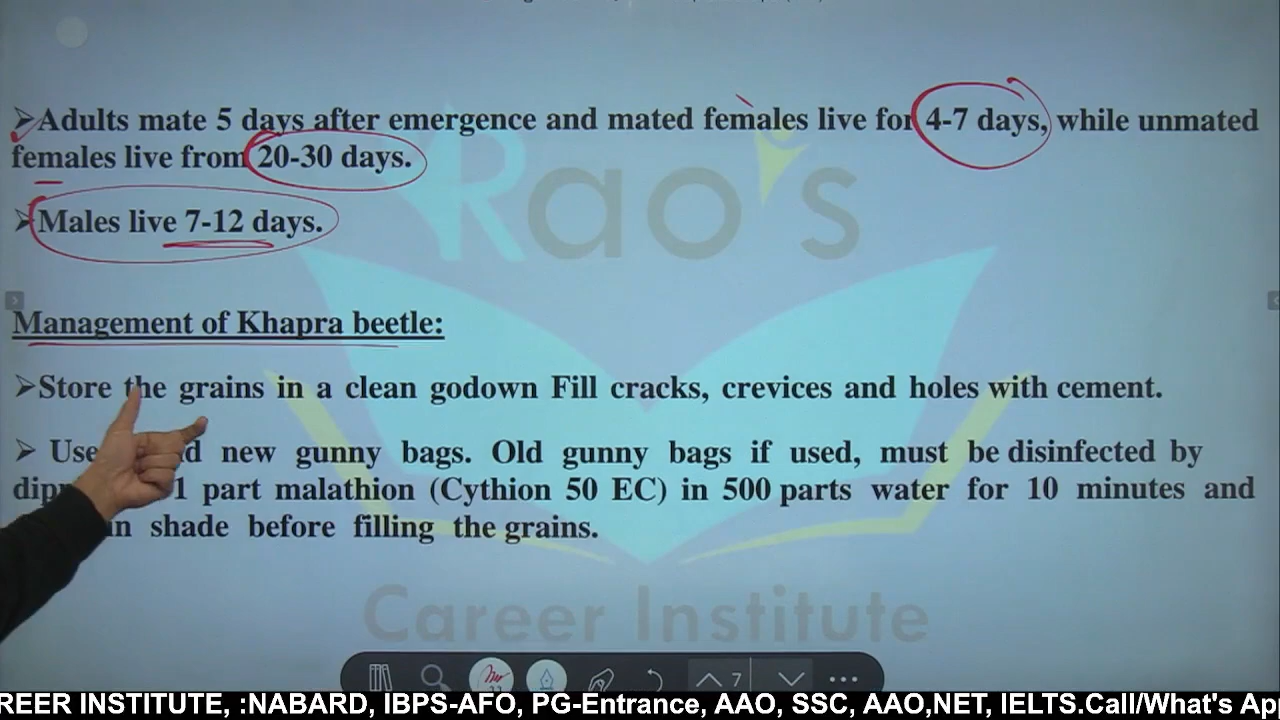 ➢Adults mate 5 days after emergence and mated females live for 4-7 days, while unmated
females live from 20-30 days.
➢Males live 7-12 days.
Management of Khapra beetle:
➢Store the grains in a clean godown Fill cracks, crevices and holes with cement.
➢ Use new gunny bags. Old gunny bags if used, must be disinfected by
1 part malathion (Cythion 50 EC) in 500 parts water for 10 minutes and
shade before filling the grains.
Rao's
Career Institute
7
REER INSTITUTE, :NABARD, IBPS-AFO, PG-Entrance, AAO, SSC, AAO,NET, IELTS.Call/What's Ap